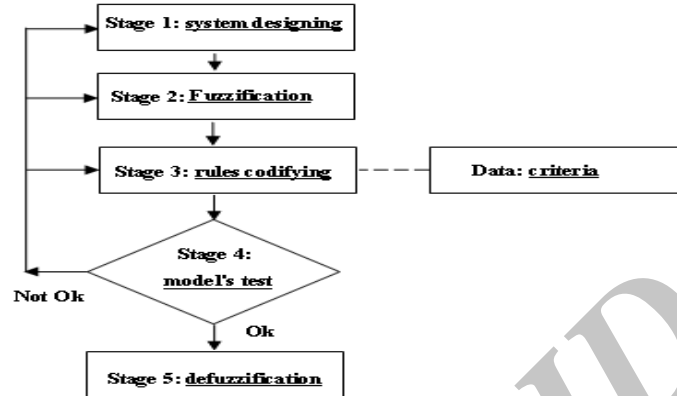 Stage 1: system designing
Stage 2: Fuzzification
Stage 3: rules codifying
Data: criteria
Stage 4:
model's test
Not Ok
Ok
Stage 5: defuzzification